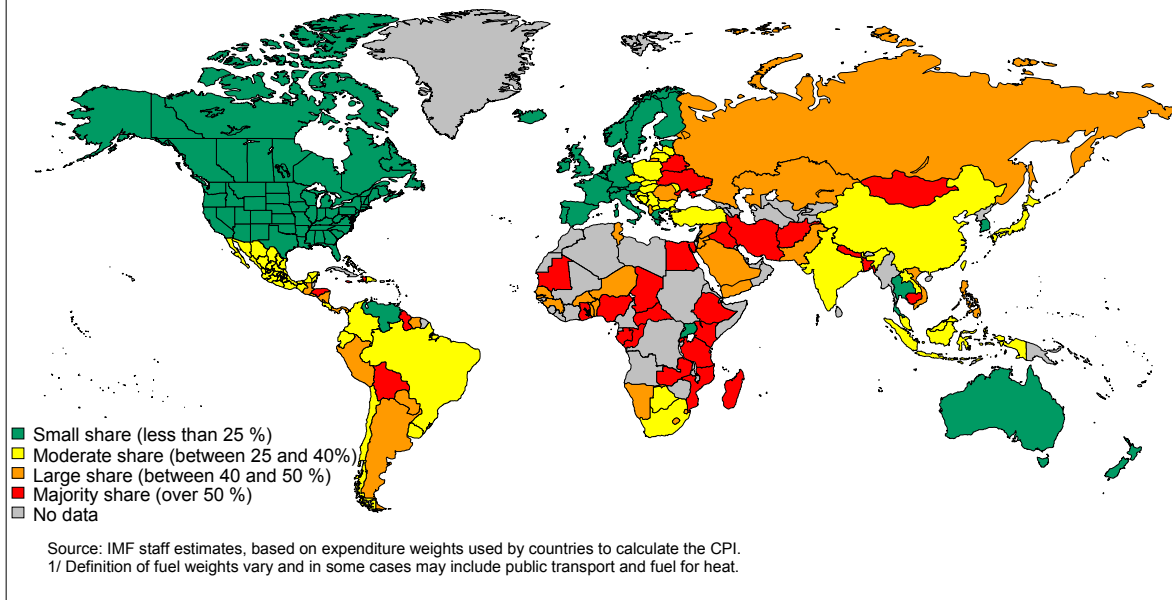 Small share (less than 25 %)
Moderate share (between 25 and 40%)
Large share (between 40 and 50 %)
Majority share (over 50 %)
No data
Source: IMF staff estimates, based on expenditure weights used by countries to calculate the CPI.
1/ Definition of fuel weights vary and in some cases may include public transport and fuel for heat.